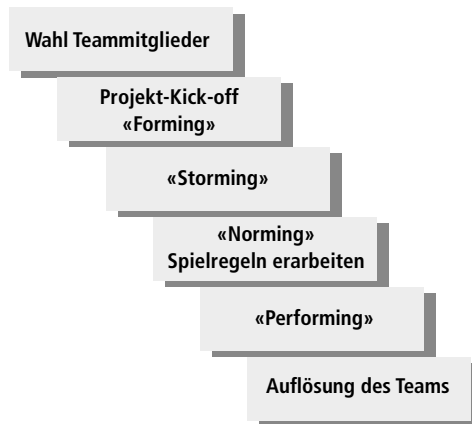 Wahl Teammitglieder
Projekt-Kick-off
«Forming»
«Storming»
«Norming»
Spielregeln erarbeiten
«Performing»
Auflösung des Teams